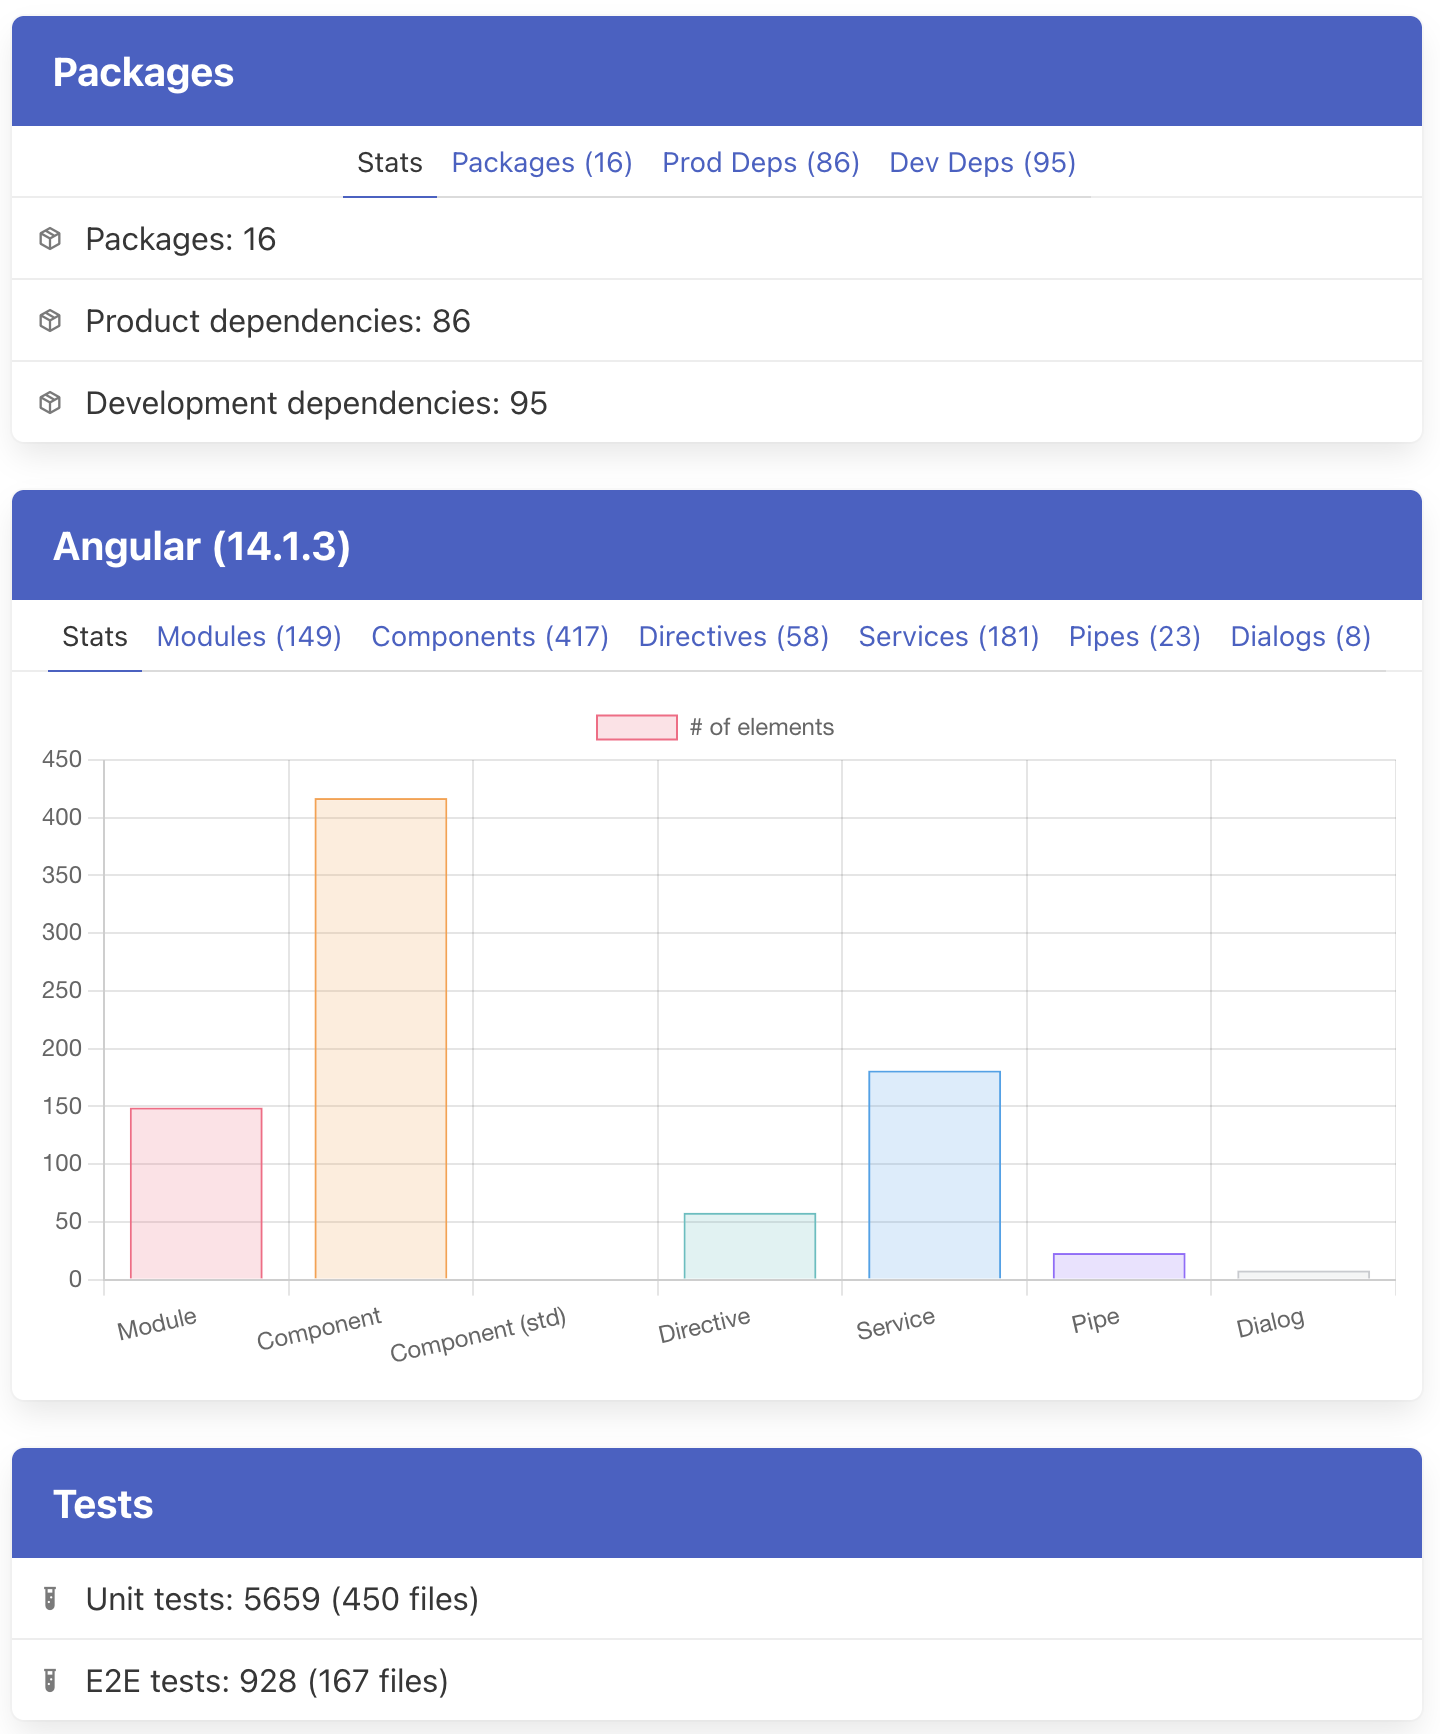 Packages
Stats Packages (16) Prod Deps (86) Dev Deps (95)
Packages: 16
Product dependencies: 86
Development dependencies: 95
Angular (14.1.3)
Stats Modules (149) Components (417) Directives (58) Services (181) Pipes (23) Dialogs (8)
# of elements
450
400
350
300
250
200
150
100
50
0
Module Component Component (std) Directive Service Pipe Dialog
Tests
Unit tests: 5659 (450 files)
E2E tests: 928 (167 files)